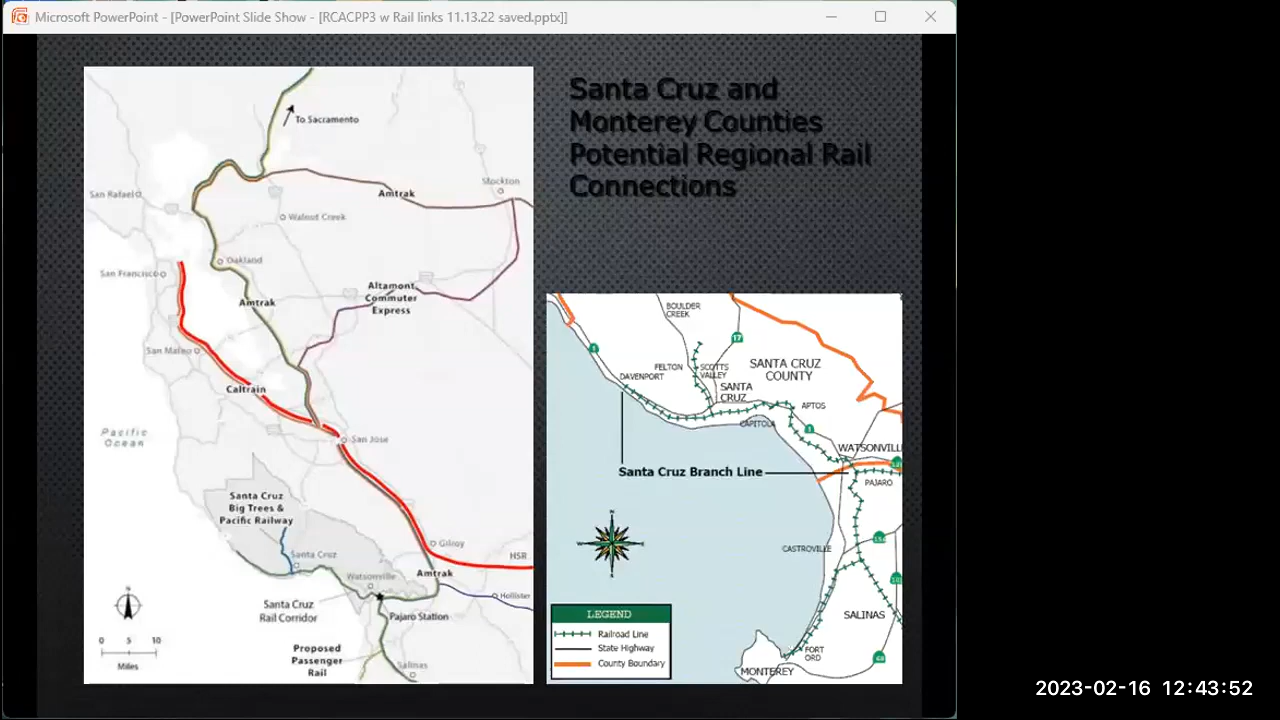 Microsoft PowerPoint - [PowerPoint Slide Show - [RCACPP3 w Rail links 11.13.22 saved.pptx]]
Santa Cruz and
Monterey Counties
Potential Regional Rail
Connections
To Sacramento
San Rafael
Amtrak
Stockton
Walnut Creek
San Francisco
Oakland
Amtrak
Altamont
Commuter
Express
San Mateo
Caltrain
Pacific
Ocean
San Jose
Santa Cruz
Big Trees &
Pacific Railway
Gilroy
HSR
Santa Cruz
Watsonville
Amtrak
Hollister
Santa Cruz
Rail Corridor
Pajaro Station
N
0 5 10
Miles
Proposed
Passenger
Rail
Salinas
BOULDER
CREEK
17
1
FELTON
SCOTTS
VALLEY
SANTA CRUZ
COUNTY
DAVENPORT
SANTA
CRUZ
APTOS
CAPITOLA
1
WATSONVILL
Santa Cruz Branch Line
PAJARO
N
W E
S
CASTROVILLE
SALINAS
LEGEND
Railroad Line
State Highway
County Boundary
FORT
ORD
MONTEREY
68
2023-02-16 12:43:52